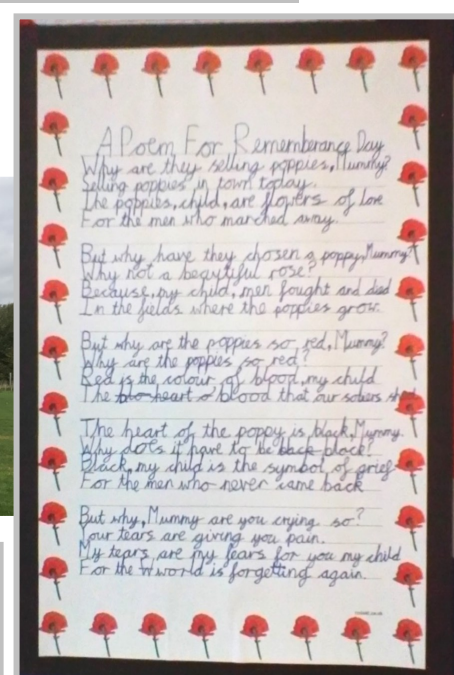 A Poem For Rememberance Day
Why are they selling poppies, Mummy?
Selling poppies in town today.
The poppies, child, are flowers of love
For the men who marched away.
But why have they chosen a poppy, Mummy?
Why not a beautiful rose?
Because, my child, men fought and died
In the fields where the poppies grow.
But why are the poppies so red, Mummy?
Why are the poppies so red?
Red is the colour of blood, my child
The blo heart o blood that our soliers shed
The heart of the poppy is black, Mummy.
Why does it have to be back black?
Black, my child is the symbol of grief
For the men who never came back
But why, Mummy are you crying so?
Your tears are giving you pain.
My tears are my fears for you my child
For the w world is forgetting again.